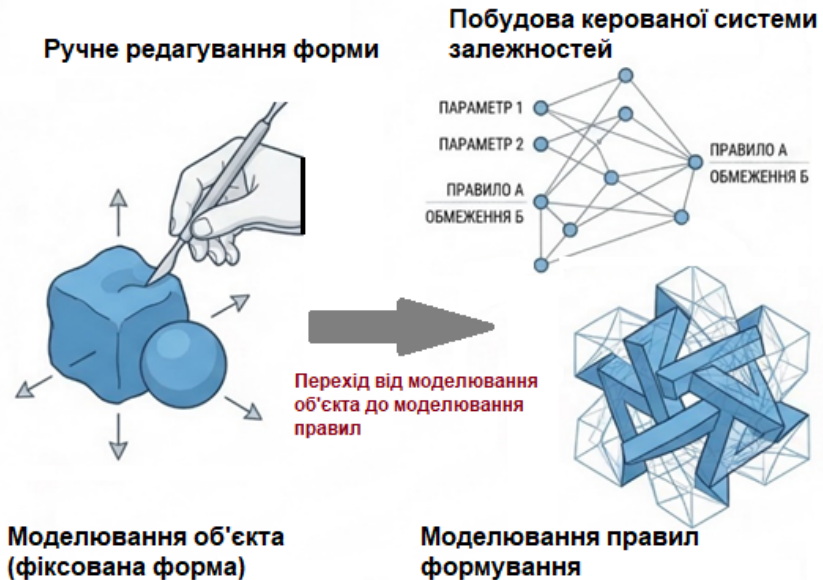 Ручне редагування форми
Побудова керованої системи
залежностей
ПАРАМЕТР 1
ПАРАМЕТР 2
ПРАВИЛО А
ОБМЕЖЕННЯ Б
ПРАВИЛО А
ОБМЕЖЕННЯ Б
Перехід від моделювання
об'єкта до моделювання
правил
Моделювання об'єкта
(фіксована форма)
Моделювання правил
формування